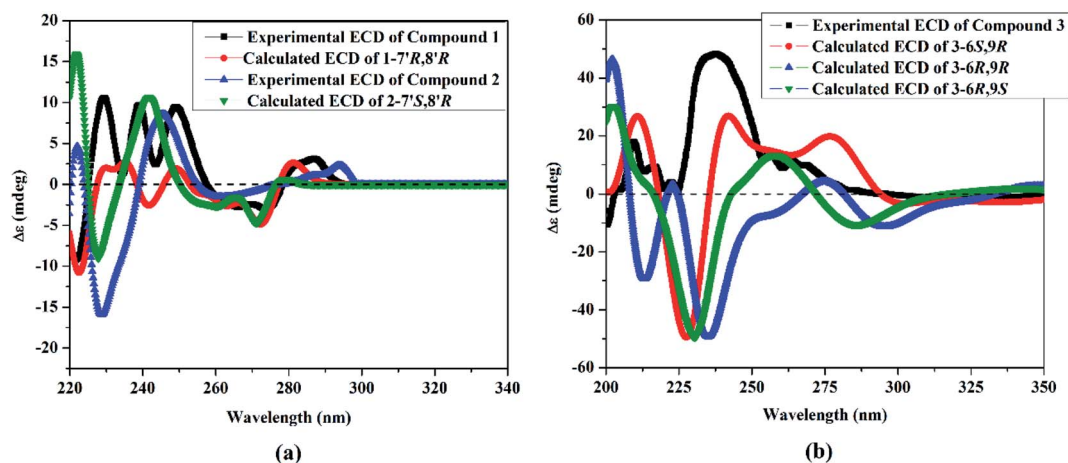 Experimental ECD of Compound 1
Calculated ECD of 1-7'R,8'R
Experimental ECD of Compound 2
Calculated ECD of 2-7'S,8'R
20
15
10
5
0
-5
-10
-15
-20
Δε (mdeg)
220 240 260 280 300 320 340
Wavelength (nm)
(a)
Experimental ECD of Compound 3
Calculated ECD of 3-6S,9R
Calculated ECD of 3-6R,9R
Calculated ECD of 3-6R,9S
60
40
20
0
-20
-40
-60
Δε (mdeg)
200 225 250 275 300 325 350
Wavelength (nm)
(b)